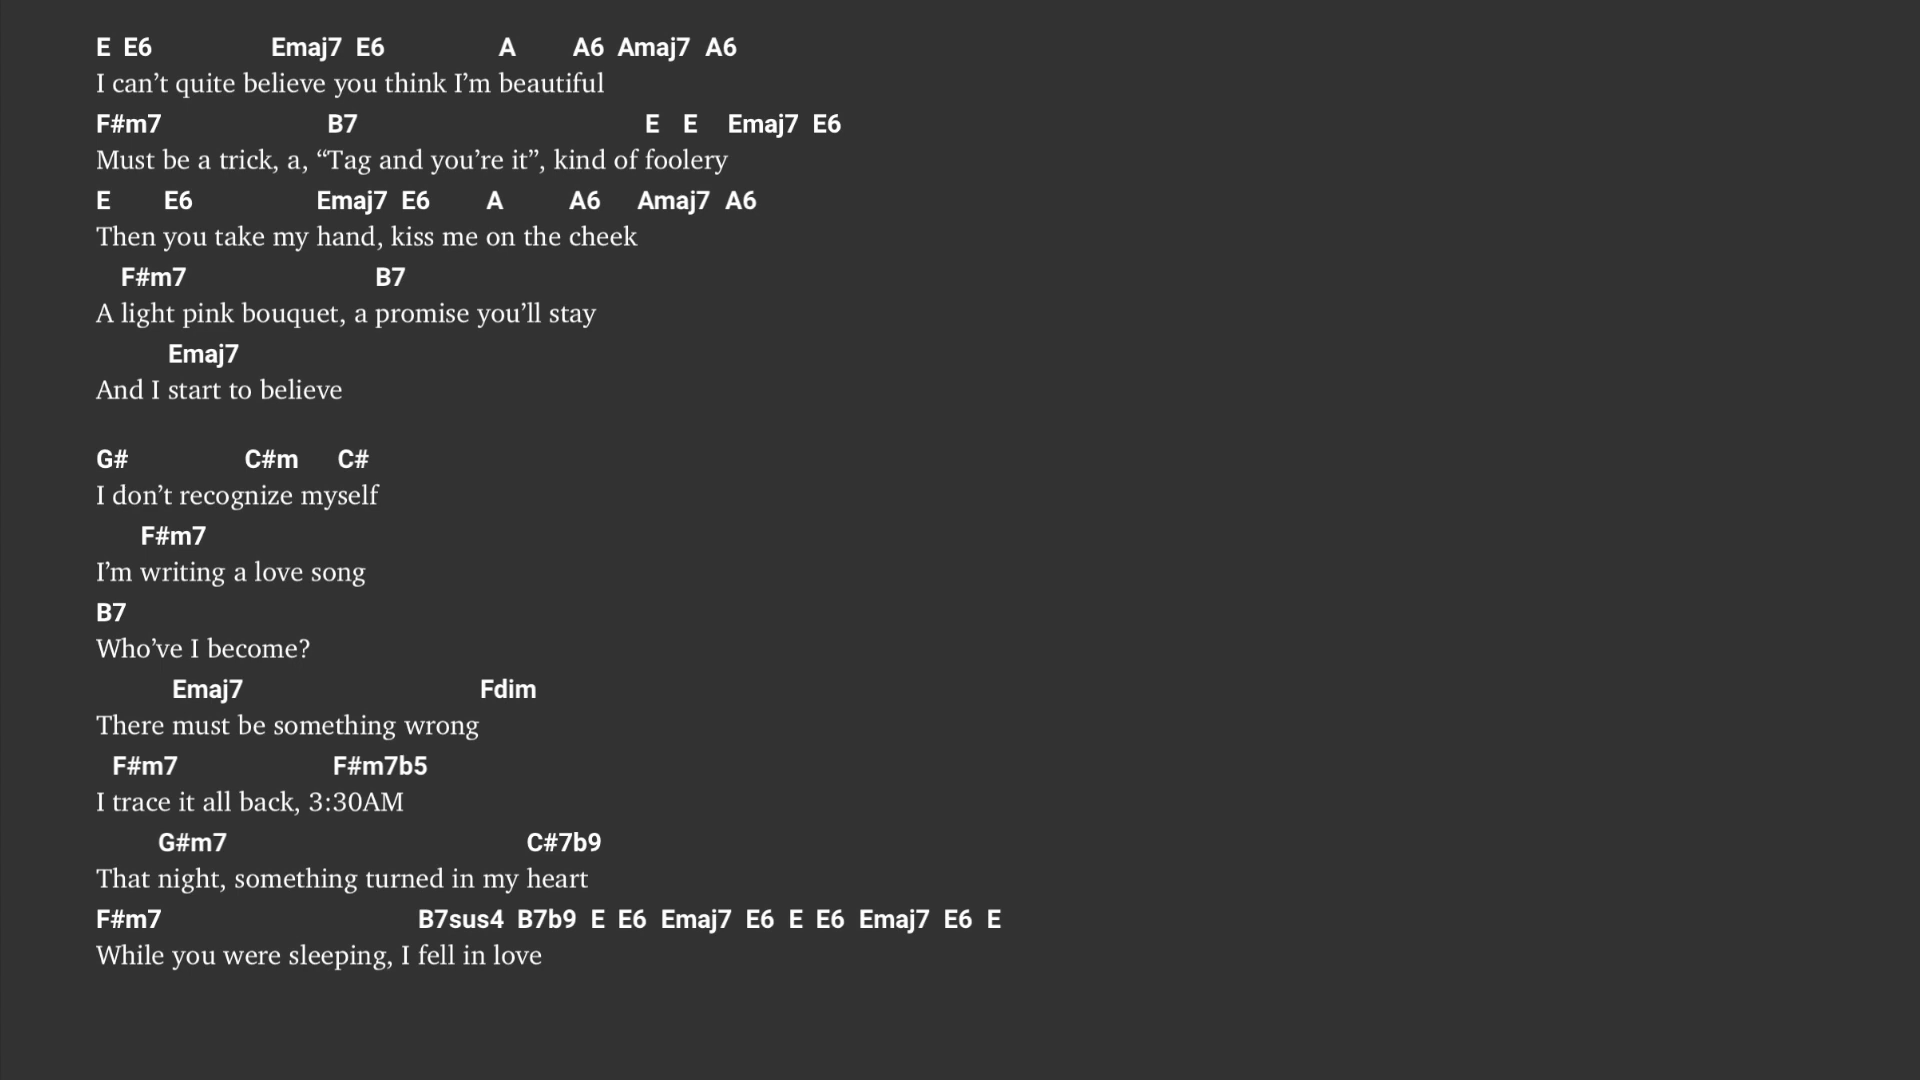 E E6 Emaj7 E6 A A6 Amaj7 A6
I can’t quite believe you think I’m beautiful
F#m7 B7 E E Emaj7 E6
Must be a trick, a, “Tag and you’re it”, kind of foolery
E E6 Emaj7 E6 A A6 Amaj7 A6
Then you take my hand, kiss me on the cheek
F#m7 B7
A light pink bouquet, a promise you’ll stay
Emaj7
And I start to believe
G# C#m C#
I don’t recognize myself
F#m7
I’m writing a love song
B7
Who’ve I become?
Emaj7 Fdim
There must be something wrong
F#m7 F#m7b5
I trace it all back, 3:30AM
G#m7 C#7b9
That night, something turned in my heart
F#m7 B7sus4 B7b9 E E6 Emaj7 E6 E E6 Emaj7 E6 E
While you were sleeping, I fell in love